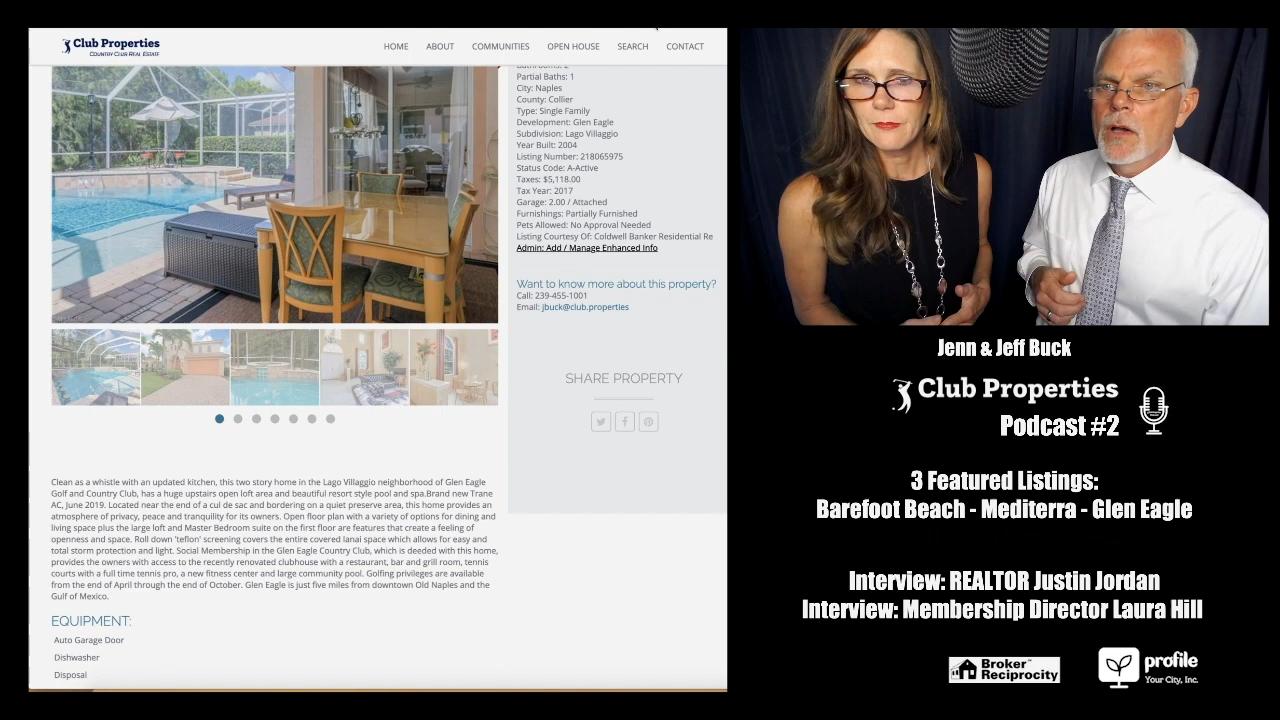 Club Properties
COUNTRY CLUB REAL ESTATE
HOME ABOUT COMMUNITIES OPEN HOUSE SEARCH CONTACT
Bathrooms: 2
Partial Baths: 1
City: Naples
County: Collier
Type: Single Family
Development: Glen Eagle
Subdivision: Lago Villaggio
Year Built: 2004
Listing Number: 218065975
Status Code: A-Active
Taxes: $5,118.00
Tax Year: 2017
Garage: 2.00 / Attached
Furnishings: Partially Furnished
Pets Allowed: No Approval Needed
Listing Courtesy Of: Coldwell Banker Residential Re
Admin: Add / Manage Enhanced Info
Want to know more about this property?
Call: 239-455-1001
Email: jbuck@club.properties
SHARE PROPERTY
Clean as a whistle with an updated kitchen, this two story home in the Lago Villaggio neighborhood of Glen Eagle
Golf and Country Club, has a huge upstairs open loft area and beautiful resort style pool and spa.Brand new Trane
AC, June 2019. Located near the end of a cul de sac and bordering on a quiet preserve area, this home provides an
atmosphere of privacy, peace and tranquility for its owners. Open floor plan with a variety of options for dining and
living space plus the large loft and Master Bedroom suite on the first floor are features that create a feeling of
openness and space. Roll down 'teflon' screening covers the entire covered lanai space which allows for easy and
total storm protection and light. Social Membership in the Glen Eagle Country Club, which is deeded with this home,
provides the owners with access to the recently renovated clubhouse with a restaurant, bar and grill room, tennis
courts with a full time tennis pro, a new fitness center and large community pool. Golfing privileges are available
from the end of April through the end of October. Glen Eagle is just five miles from downtown Old Naples and the
Gulf of Mexico.
EQUIPMENT:
Auto Garage Door
Dishwasher
Disposal
Jenn & Jeff Buck
Club Properties
Podcast #2
3 Featured Listings:
Barefoot Beach - Mediterra - Glen Eagle
Interview: REALTOR Justin Jordan
Interview: Membership Director Laura Hill
Broker™
Reciprocity
profile
Your City, Inc.